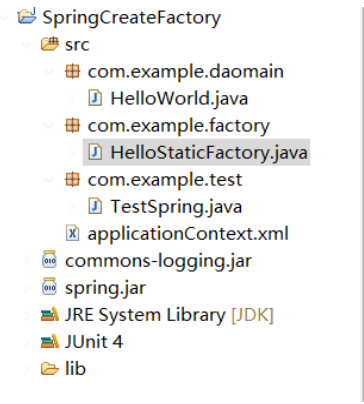 SpringCreateFactory
src
com.example.daomain
HelloWorld.java
com.example.factory
HelloStaticFactory.java
com.example.test
TestSpring.java
applicationContext.xml
commons-logging.jar
spring.jar
JRE System Library [JDK]
JUnit 4
lib